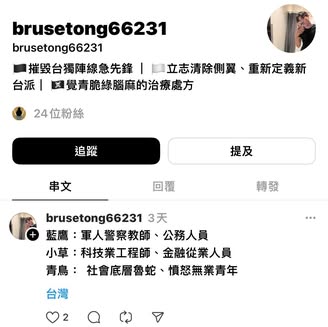 brusetong66231
brusetong66231
🏴摧毀台獨陣線急先鋒 | 🏳️立志清除側翼、重新定義新
台派 | 🏴‍☠️覺青脆綠腦麻的治療處方
24位粉絲
追蹤
提及
串文
回覆
轉發
brusetong66231 3天
藍鷹：軍人警察教師、公務人員
小草：科技業工程師、金融從業人員
青鳥： 社會底層魯蛇、憤怒無業青年
台灣
2